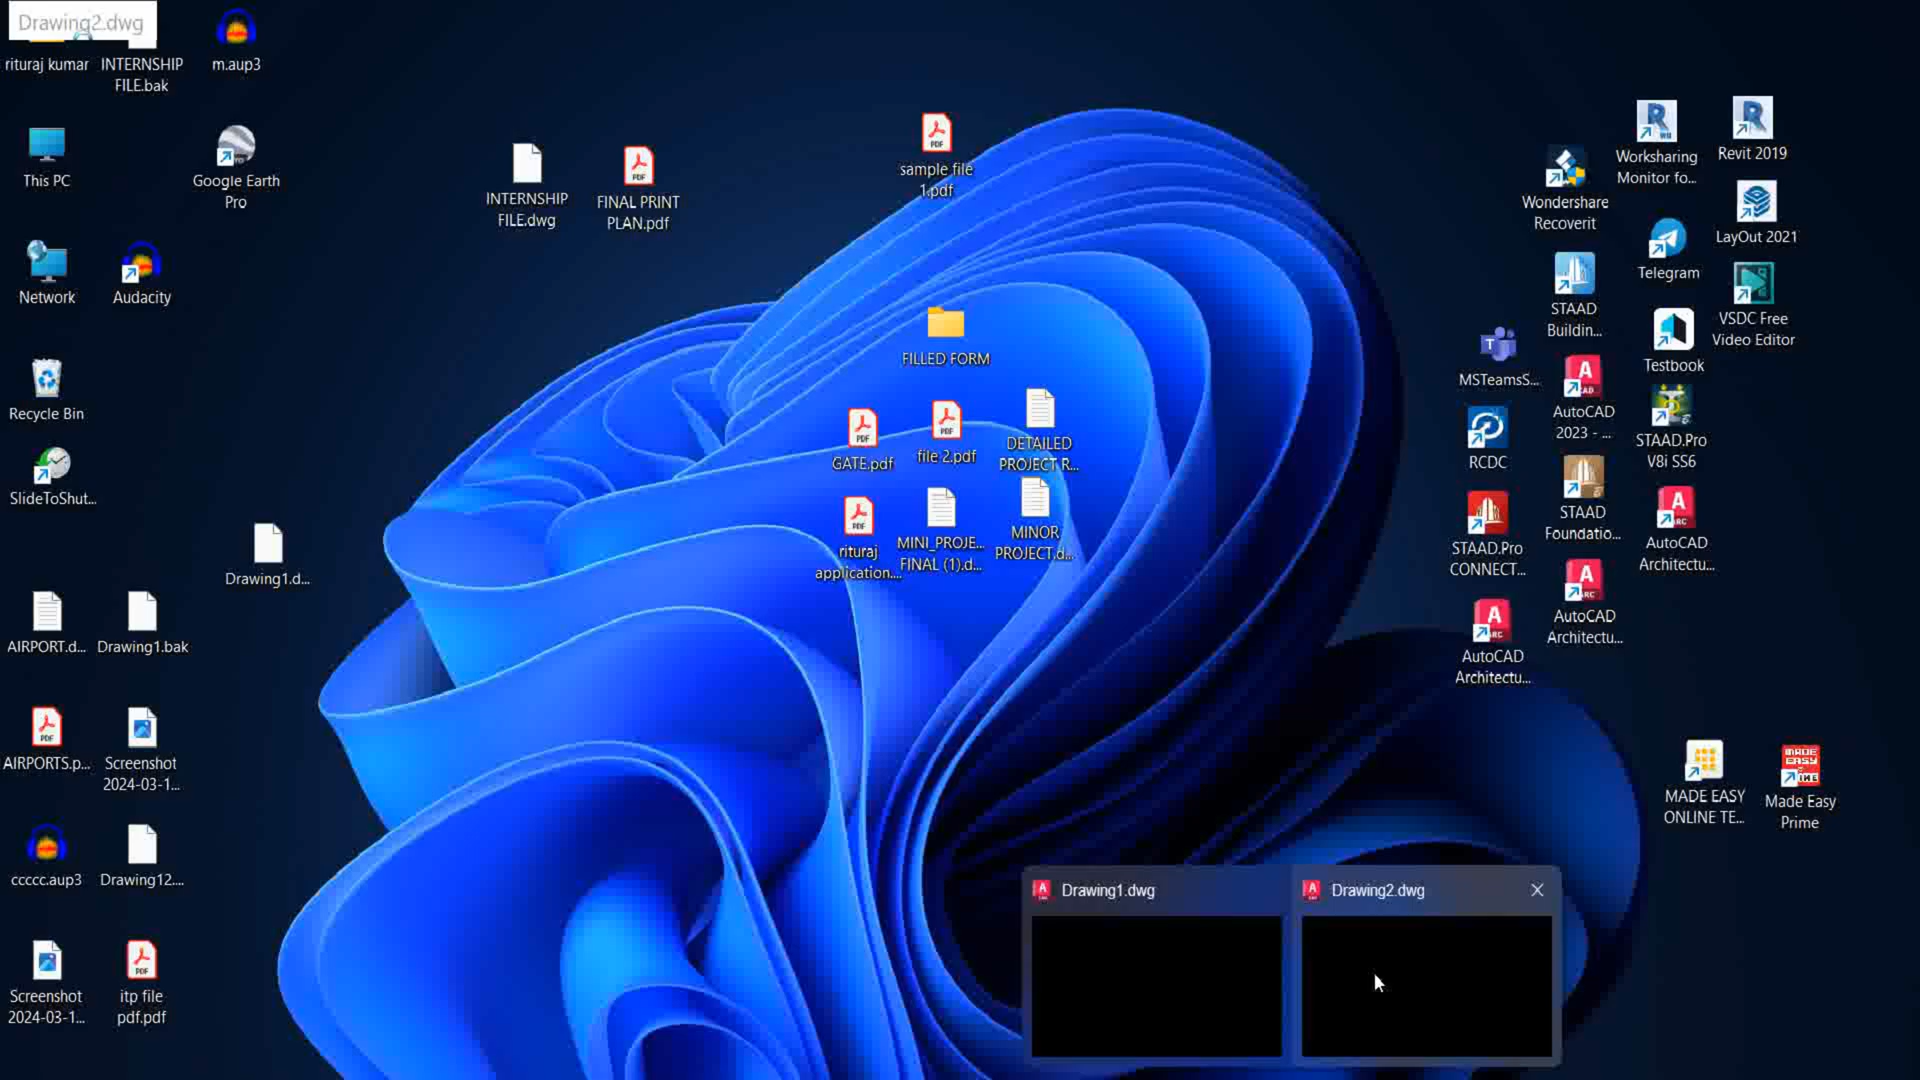 Drawing2.dwg
rituraj kumar
INTERNSHIP
FILE.bak
m.aup3
This PC
Google Earth
Pro
Network
Audacity
Recycle Bin
SlideToShut...
Drawing1.d...
AIRPORT.d...
Drawing1.bak
AIRPORTS.p...
Screenshot
2024-03-1...
ccccc.aup3
Drawing12....
Screenshot
2024-03-1...
itp file
pdf.pdf
INTERNSHIP
FILE.dwg
FINAL PRINT
PLAN.pdf
sample file
1.pdf
FILLED FORM
GATE.pdf
file 2.pdf
DETAILED
PROJECT R...
rituraj
application....
MINI_PROJE...
FINAL (1).d...
MINOR
PROJECT.d...
Worksharing
Monitor fo...
Revit 2019
Wondershare
Recoverit
LayOut 2021
Telegram
STAAD
Buildin...
VSDC Free
Video Editor
Testbook
MSTeamsS...
AutoCAD
2023 - ...
STAAD.Pro
V8i SS6
RCDC
STAAD
Foundatio...
STAAD.Pro
CONNECT...
AutoCAD
Architectu...
AutoCAD
Architectu...
AutoCAD
Architectu...
MADE EASY
ONLINE TE...
Made Easy
Prime
Drawing1.dwg
Drawing2.dwg